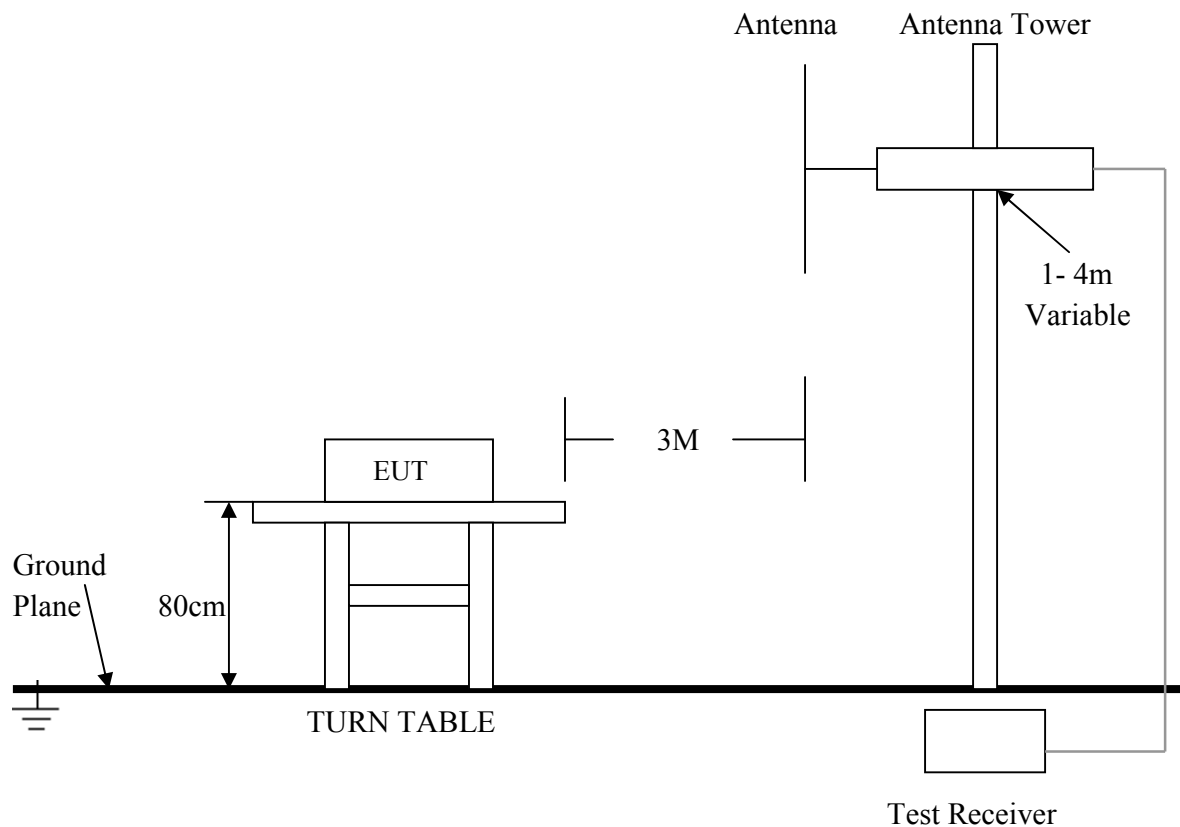 Antenna
Antenna Tower
1- 4m
Variable
3M
EUT
Ground
Plane
80cm
TURN TABLE
Test Receiver